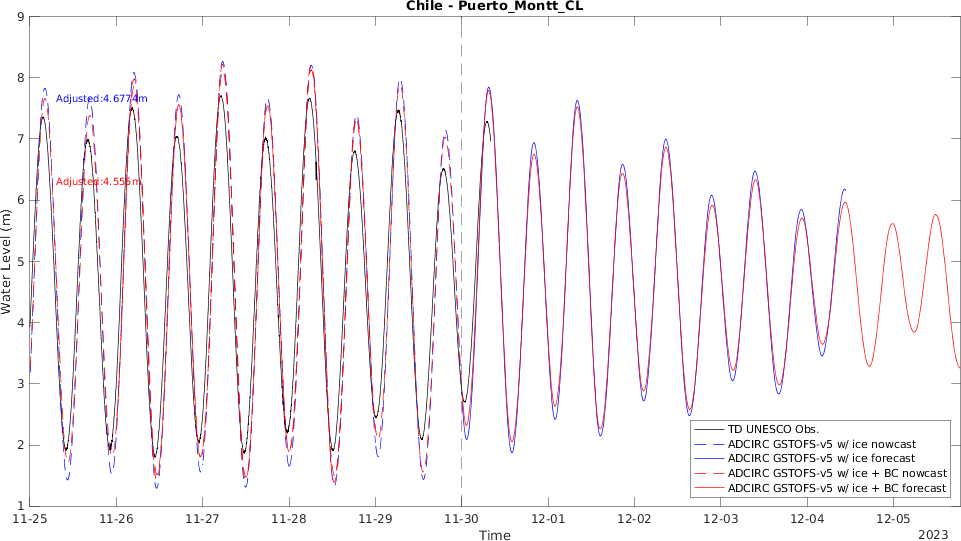 Chile - Puerto_Montt_CL
Water Level (m)
9
8
7
6
5
4
3
2
1
Adjusted:4.6774m
Adjusted:4.555m
TD UNESCO Obs.
ADCIRC GSTOFS-v5 w/ ice nowcast
ADCIRC GSTOFS-v5 w/ ice forecast
ADCIRC GSTOFS-v5 w/ ice + BC nowcast
ADCIRC GSTOFS-v5 w/ ice + BC forecast
11-25 11-26 11-27 11-28 11-29 11-30 12-01 12-02 12-03 12-04 12-05
Time
2023